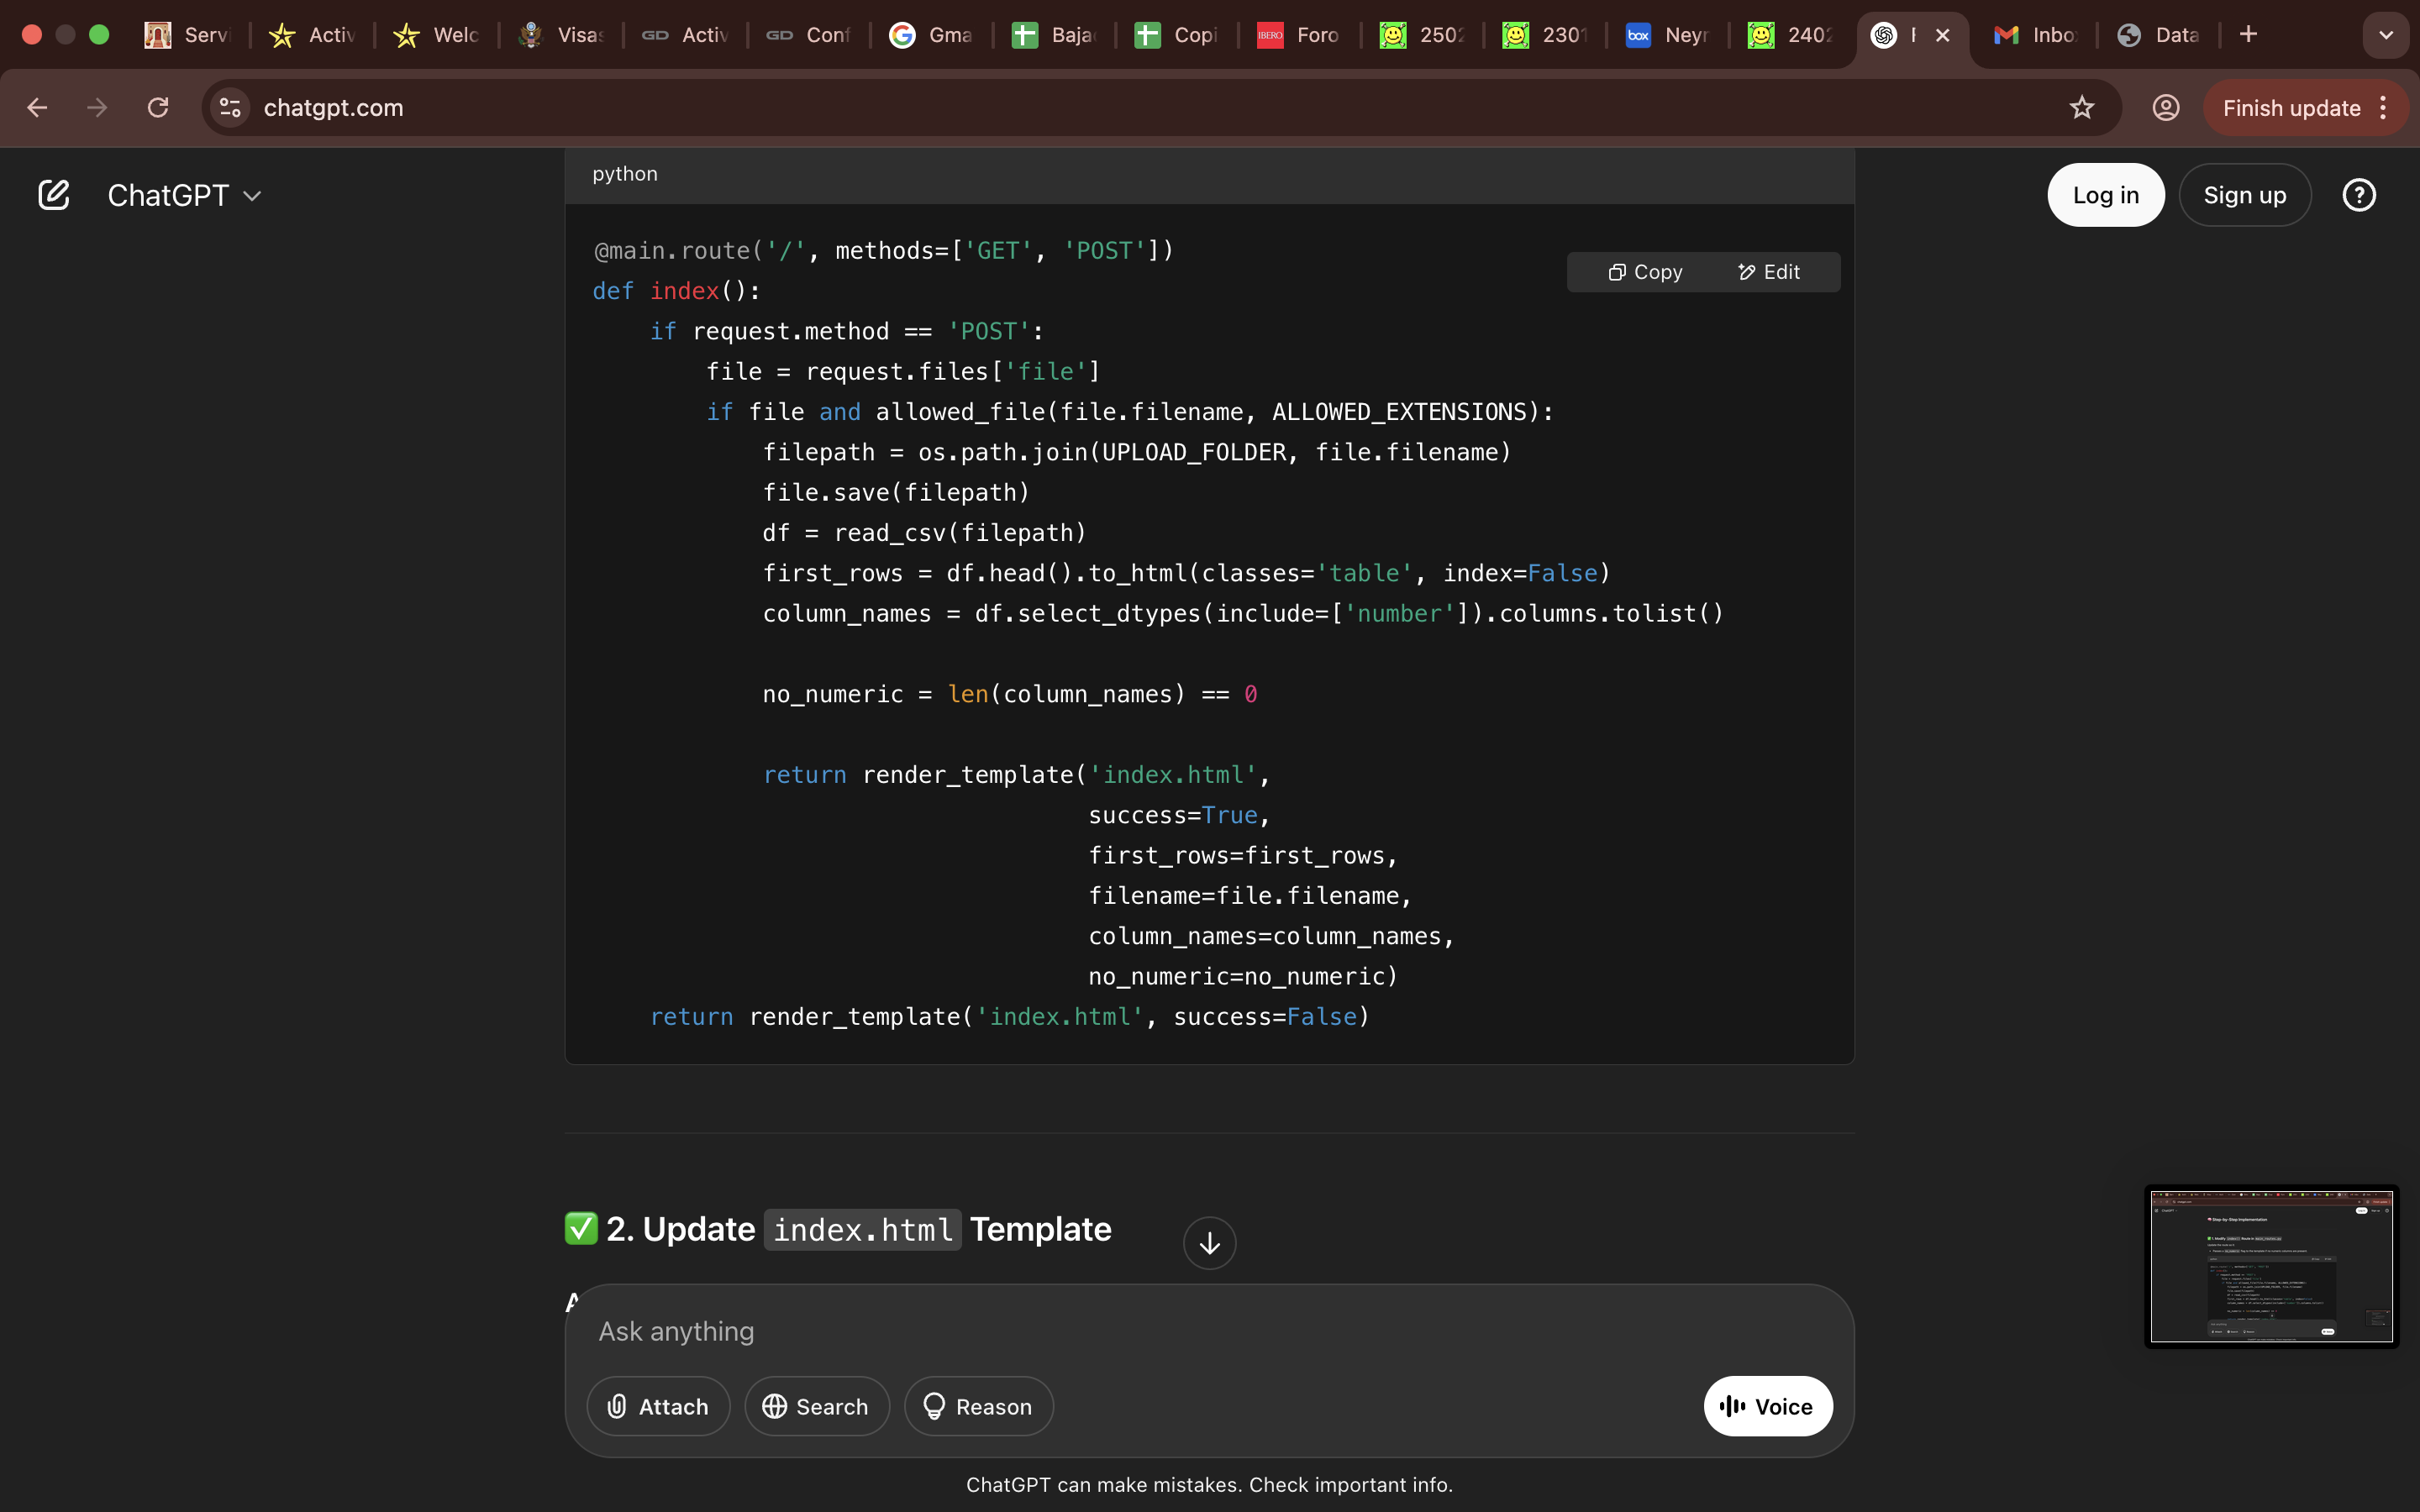 Servi
Activ
Welc
Visas
GD Activ
GD Conf
Gma
Baja
Copi
IBERO Foro
2502
2301
box Neyr
2402
Inbo
Data
chatgpt.com
Finish update
ChatGPT
Log in
Sign up
python
Copy
Edit
@main.route('/', methods=['GET', 'POST'])
def index():
    if request.method == 'POST':
        file = request.files['file']
        if file and allowed_file(file.filename, ALLOWED_EXTENSIONS):
            filepath = os.path.join(UPLOAD_FOLDER, file.filename)
            file.save(filepath)
            df = read_csv(filepath)
            first_rows = df.head().to_html(classes='table', index=False)
            column_names = df.select_dtypes(include=['number']).columns.tolist()
            no_numeric = len(column_names) == 0
            return render_template('index.html',
                                   success=True,
                                   first_rows=first_rows,
                                   filename=file.filename,
                                   column_names=column_names,
                                   no_numeric=no_numeric)
    return render_template('index.html', success=False)
✅ 2. Update index.html Template
Ask anything
Attach
Search
Reason
Voice
ChatGPT can make mistakes. Check important info.